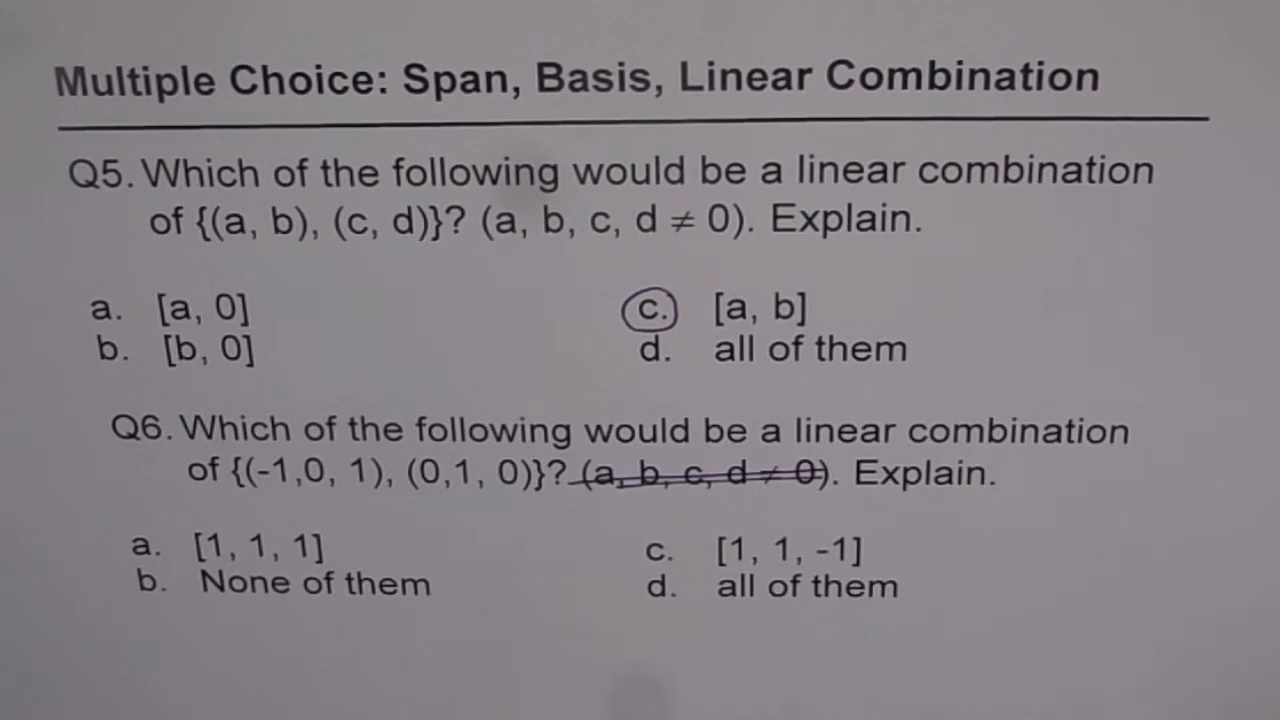 Multiple Choice: Span, Basis, Linear Combination
Q5. Which of the following would be a linear combination
of {(a, b), (c, d)}? (a, b, c, d ≠ 0). Explain.
a. [a, 0]
b. [b, 0]
c. [a, b]
d. all of them
Q6. Which of the following would be a linear combination
of {(-1,0, 1), (0,1, 0)}? (a, b, c, d ≠ 0). Explain.
a. [1, 1, 1]
b. None of them
c. [1, 1, -1]
d. all of them